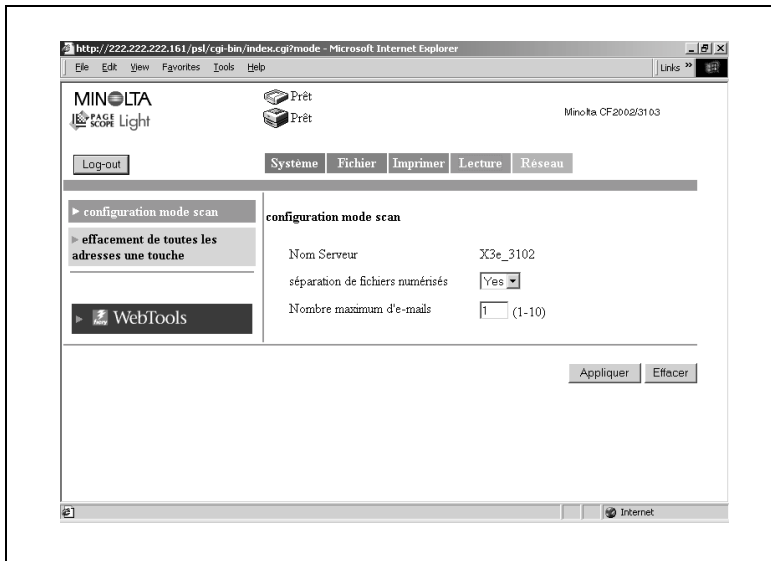 http://222.222.222.161/psl/cgi-bin/index.cgi?mode - Microsoft Internet Explorer
File Edit View Favorites Tools Help
Links »
MINOLTA
PAGE SCOPE Light
Prêt
Prêt
Minolta CF2002/3103
Log-out
Système Fichier Imprimer Lecture Réseau
configuration mode scan
effacement de toutes les
adresses une touche
WebTools
configuration mode scan
Nom Serveur X3e_3102
séparation de fichiers numérisés Yes
Nombre maximum d'e-mails 1 (1-10)
Appliquer Effacer
Internet